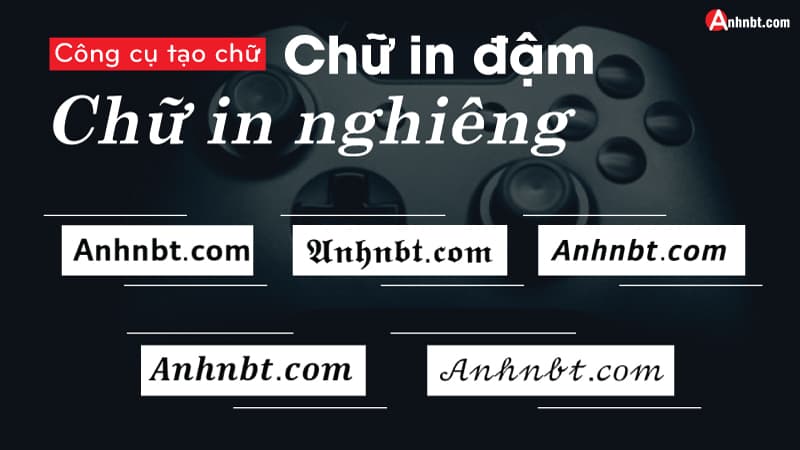 Anhnbt.com
Công cụ tạo chữ Chữ in đậm
Chữ in nghiêng
Anhnbt.com Anhnbt.com Anhnbt.com
Anhnbt.com Anhnbt.com